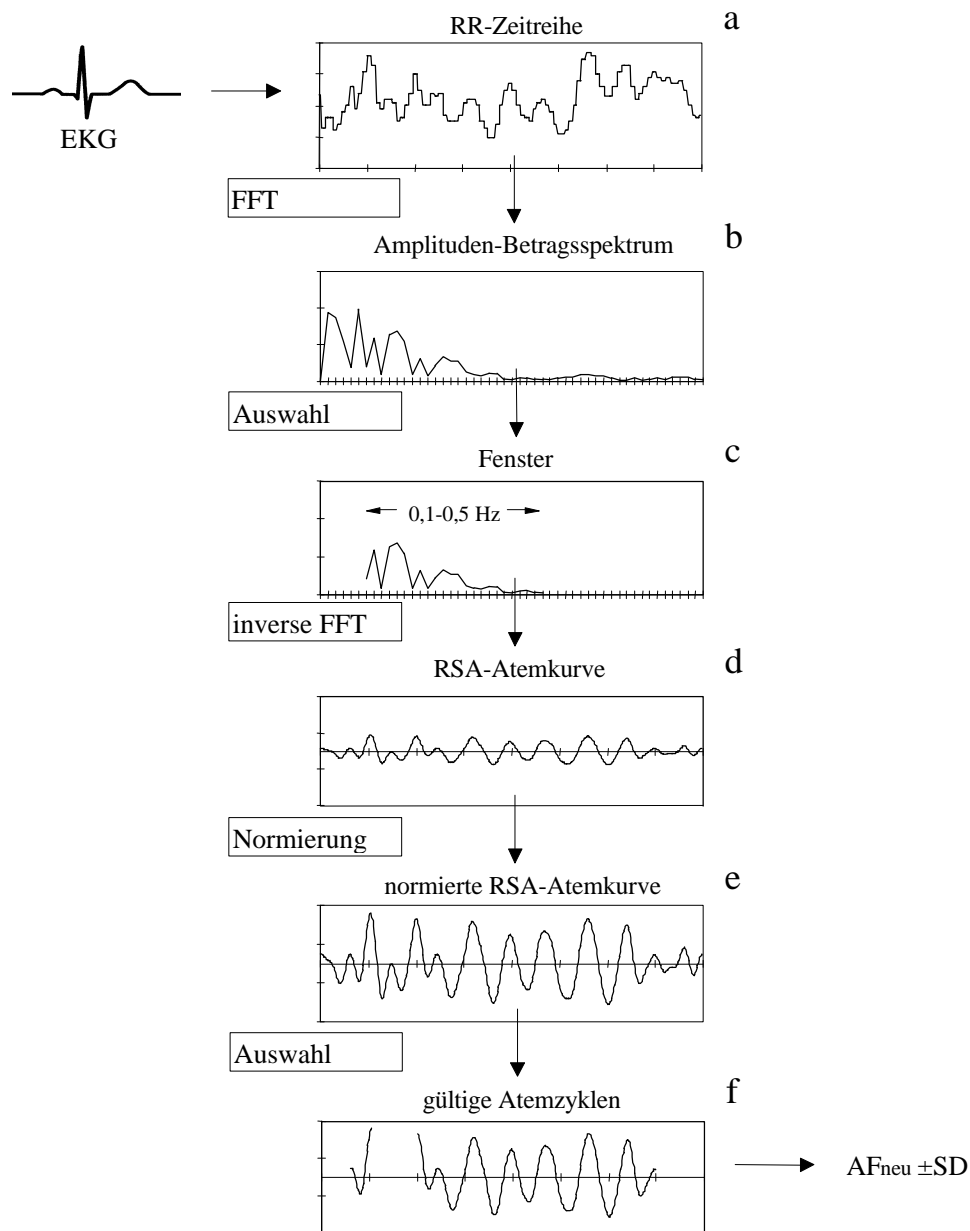 a
RR-Zeitreihe
EKG
FFT
b
Amplituden-Betragsspektrum
Auswahl
c
Fenster
0,1-0,5 Hz
inverse FFT
d
RSA-Atemkurve
Normierung
e
normierte RSA-Atemkurve
Auswahl
f
gültige Atemzyklen
AFneu ±SD